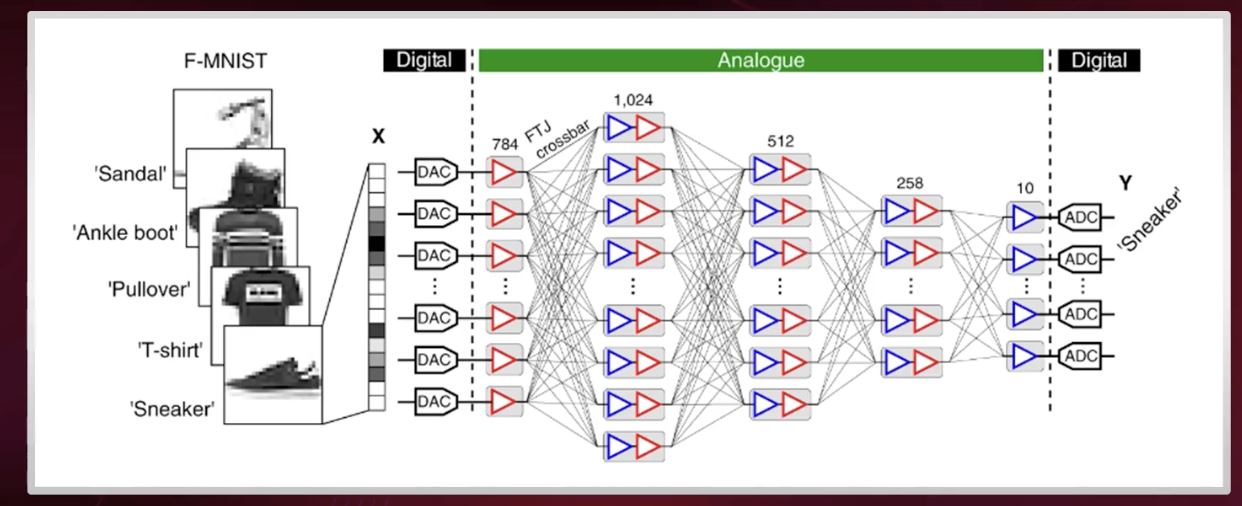 F-MNIST
'Sandal'
'Ankle boot'
'Pullover'
'T-shirt'
'Sneaker'
X
Digital
Analogue
Digital
DAC
DAC
DAC
DAC
DAC
DAC
784
FTJ
crossbar
1,024
512
258
10
ADC
ADC
ADC
ADC
Y
'Sneaker'